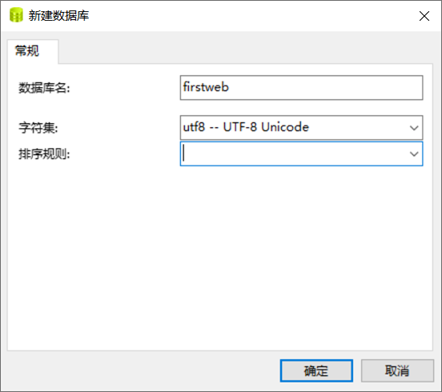 新建数据库
常规
数据库名:
firstweb
字符集:
utf8 -- UTF-8 Unicode
排序规则:
确定
取消